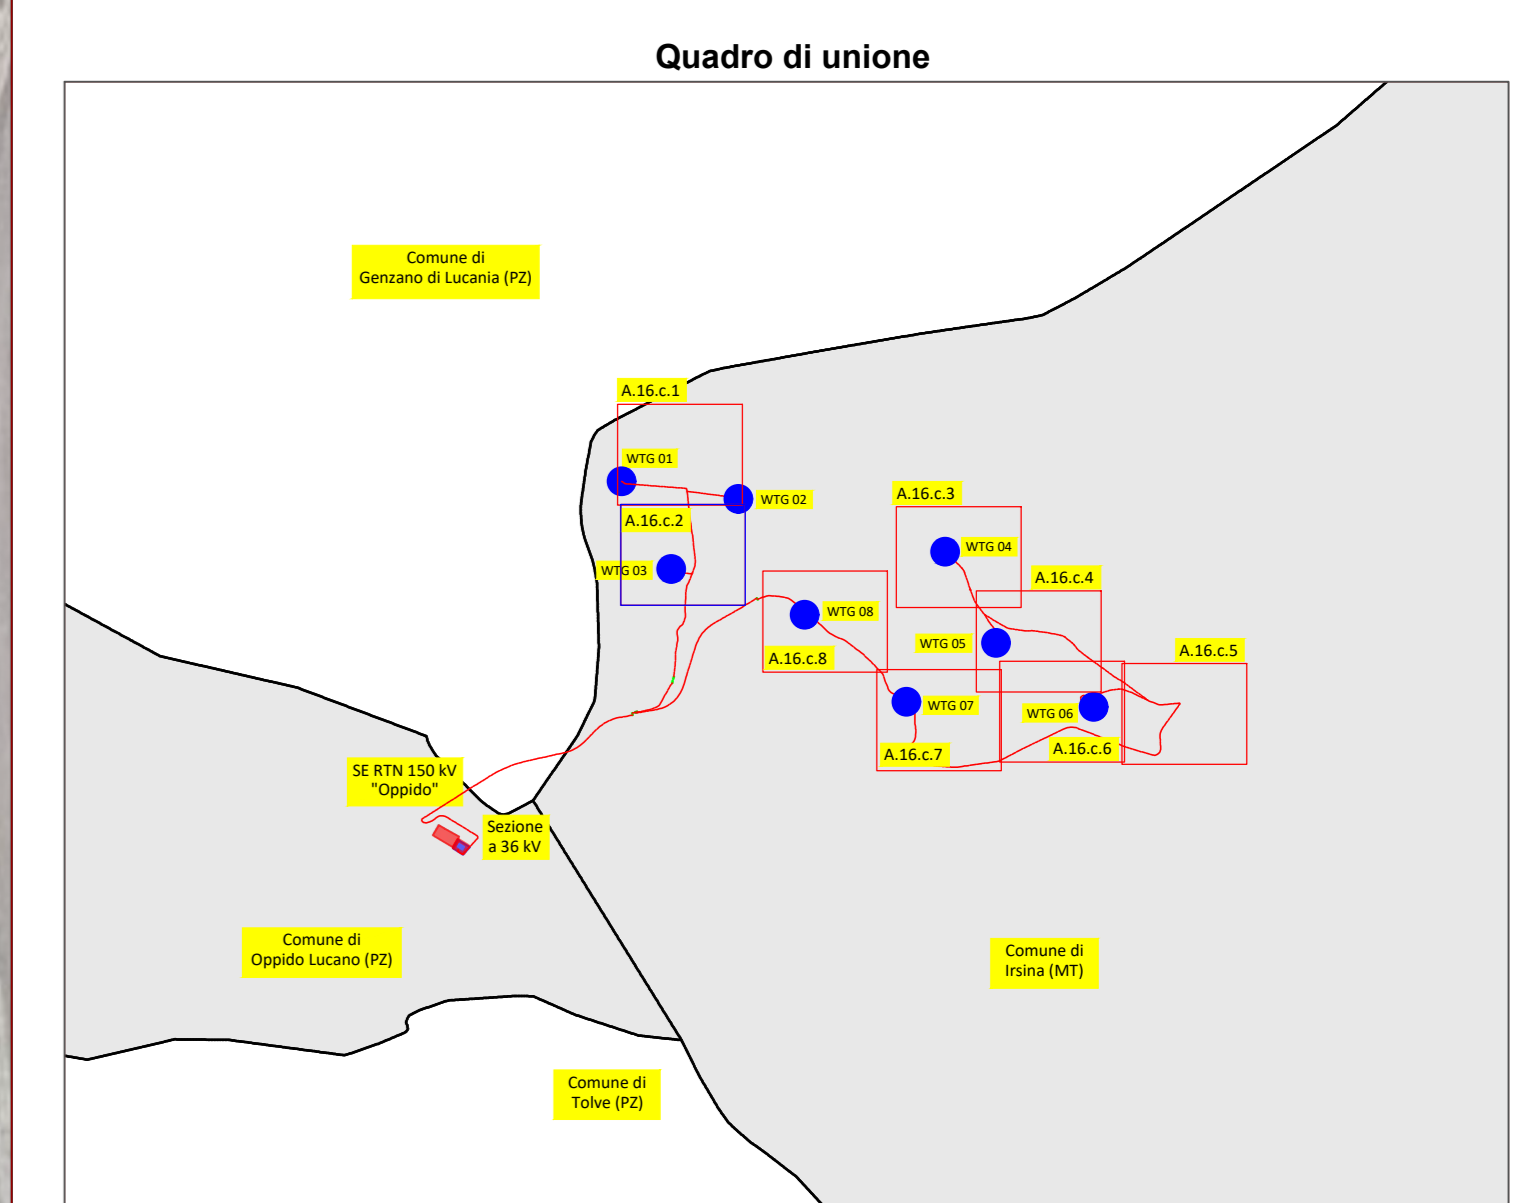 Quadro di unione
Comune di
Genzano di Lucania (PZ)
A.16.c.1
WTG 01
WTG 02
A.16.c.2
WTG 03
A.16.c.3
WTG 04
A.16.c.4
WTG 08
WTG 05
A.16.c.8
A.16.c.5
WTG 07
WTG 06
A.16.c.7
A.16.c.6
SE RTN 150 kV
"Oppido"
Sezione
a 36 kV
Comune di
Oppido Lucano (PZ)
Comune di
Irsina (MT)
Comune di
Tolve (PZ)